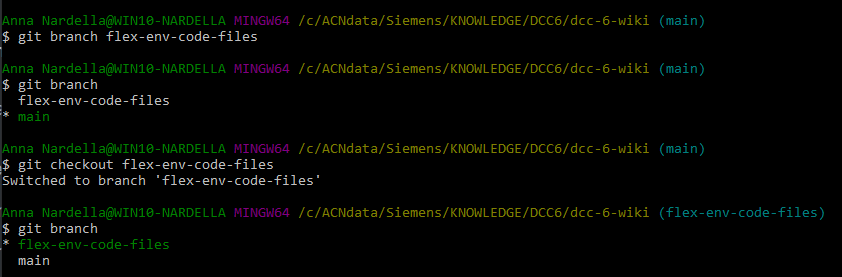 Anna Nardella@WIN10-NARDELLA MINGW64 /c/ACNdata/Siemens/KNOWLEDGE/DCC6/dcc-6-wiki (main)
$ git branch flex-env-code-files
Anna Nardella@WIN10-NARDELLA MINGW64 /c/ACNdata/Siemens/KNOWLEDGE/DCC6/dcc-6-wiki (main)
$ git branch
  flex-env-code-files
* main
Anna Nardella@WIN10-NARDELLA MINGW64 /c/ACNdata/Siemens/KNOWLEDGE/DCC6/dcc-6-wiki (main)
$ git checkout flex-env-code-files
Switched to branch 'flex-env-code-files'
Anna Nardella@WIN10-NARDELLA MINGW64 /c/ACNdata/Siemens/KNOWLEDGE/DCC6/dcc-6-wiki (flex-env-code-files)
$ git branch
* flex-env-code-files
  main